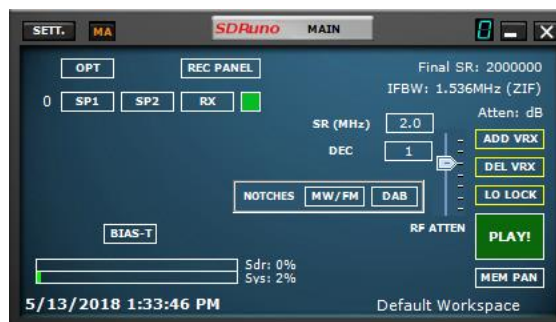 SETT. MA SDRuno MAIN 0
OPT REC PANEL Final SR: 2000000
IFBW: 1.536MHz (ZIF)
0 SP1 SP2 RX Atten: dB
SR (MHz) 2.0 ADD VRX
DEC 1 DEL VRX
NOTCHES MW/FM DAB LO LOCK
BIAS-T RF ATTEN PLAY!
Sdr: 0%
Sys: 2% MEM PAN
5/13/2018 1:33:46 PM Default Workspace